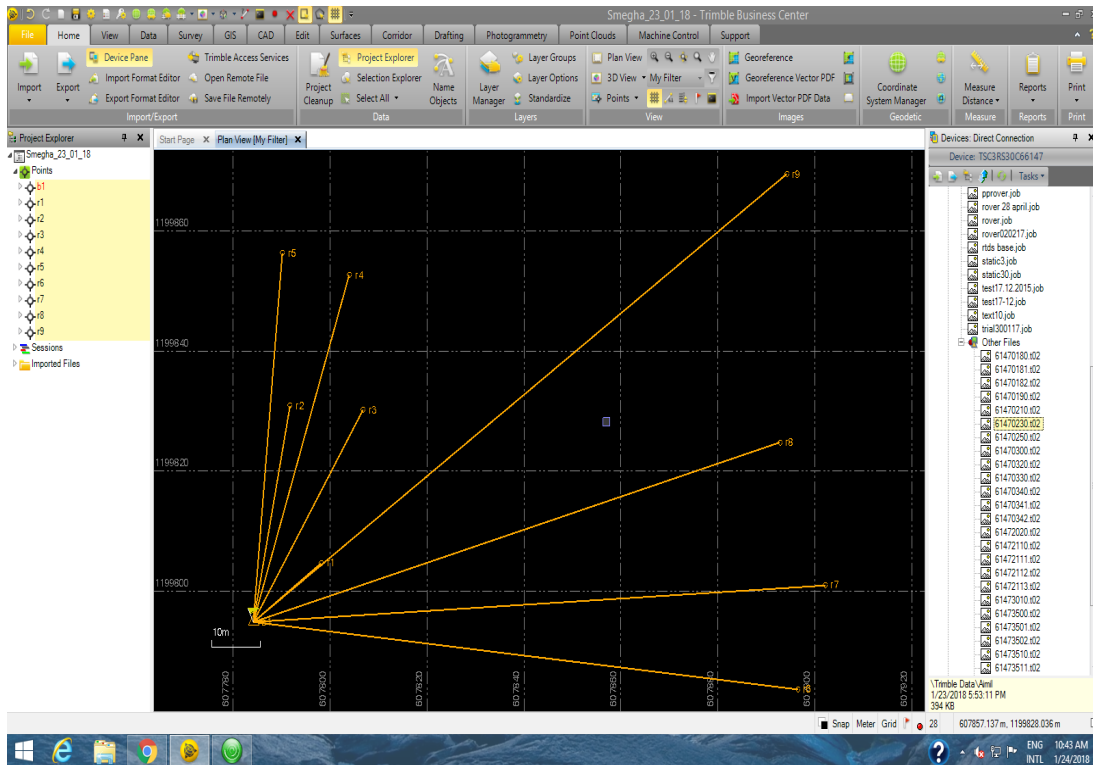 Smegha_23_01_18 - Trimble Business Center
File Home View Data Survey GIS CAD Edit Surfaces Corridor Drafting Photogrammetry Point Clouds Machine Control Support
Import
Export
Device Pane
Import Format Editor
Export Format Editor
Trimble Access Services
Open Remote File
Save File Remotely
Import/Export
Project Cleanup
Project Explorer
Selection Explorer
Select All
Name Objects
Data
Layer Manager
Layer Groups
Layer Options
Standardize
Layers
Plan View
3D View My Filter
Points
View
Georeference
Georeference Vector PDF
Import Vector PDF Data
Images
Coordinate System Manager
Geodetic
Measure Distance
Measure
Reports
Reports
Print
Print
Project Explorer
Smegha_23_01_18
Points
b1
r1
r2
r3
r4
r5
r6
r7
r8
r9
Sessions
Imported Files
Start Page
Plan View [My Filter]
r9
1199860
r5
r4
1199840
r2
r3
r8
1199820
r1
r7
1199800
10m
r6
607780
607800
607820
607840
607860
607880
607900
607920
Devices: Direct Connection
Device: TSC3RS30C66147
Tasks
pprover.job
rover 28 april.job
rover.job
rover020217.job
rtds base.job
static3.job
static30.job
test17.12.2015.job
test17-12.job
text10.job
trial300117.job
Other Files
61470180.t02
61470181.t02
61470182.t02
61470190.t02
61470210.t02
61470230.t02
61470250.t02
61470300.t02
61470320.t02
61470330.t02
61470340.t02
61470341.t02
61470342.t02
61472020.t02
61472110.t02
61472111.t02
61472112.t02
61472113.t02
61473010.t02
61473500.t02
61473501.t02
61473502.t02
61473510.t02
61473511.t02
\Trimble Data\Aimil
1/23/2018 5:53:11 PM
394 KB
Snap Meter Grid 28 607857.137 m, 1199828.036 m
ENG 10:43 AM
INTL 1/24/2018